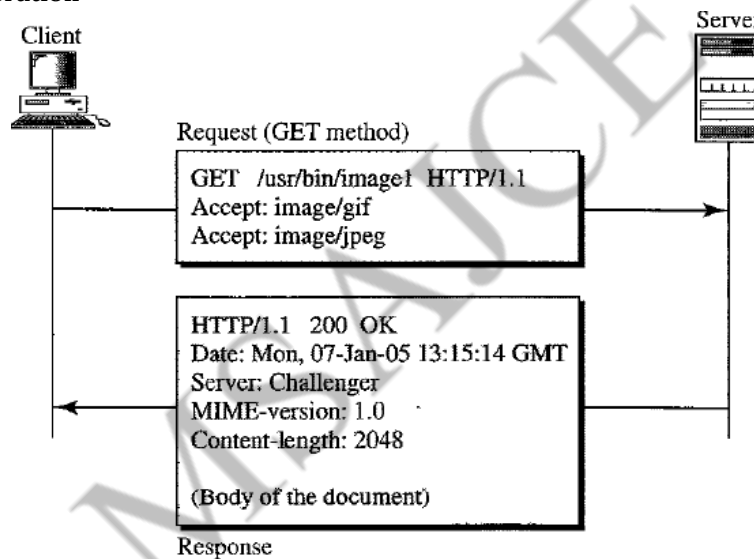 Client
Server
Request (GET method)
GET /usr/bin/image1 HTTP/1.1
Accept: image/gif
Accept: image/jpeg
HTTP/1.1 200 OK
Date: Mon, 07-Jan-05 13:15:14 GMT
Server: Challenger
MIME-version: 1.0
Content-length: 2048
(Body of the document)
Response
MSAJCE